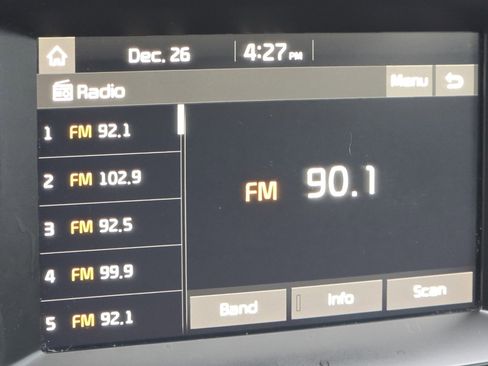 Dec. 26 4:27 PM
Radio Menu
1 FM 92.1
2 FM 102.9
3 FM 92.5
4 FM 99.9
5 FM 92.1
FM 90.1
Band Info Scan